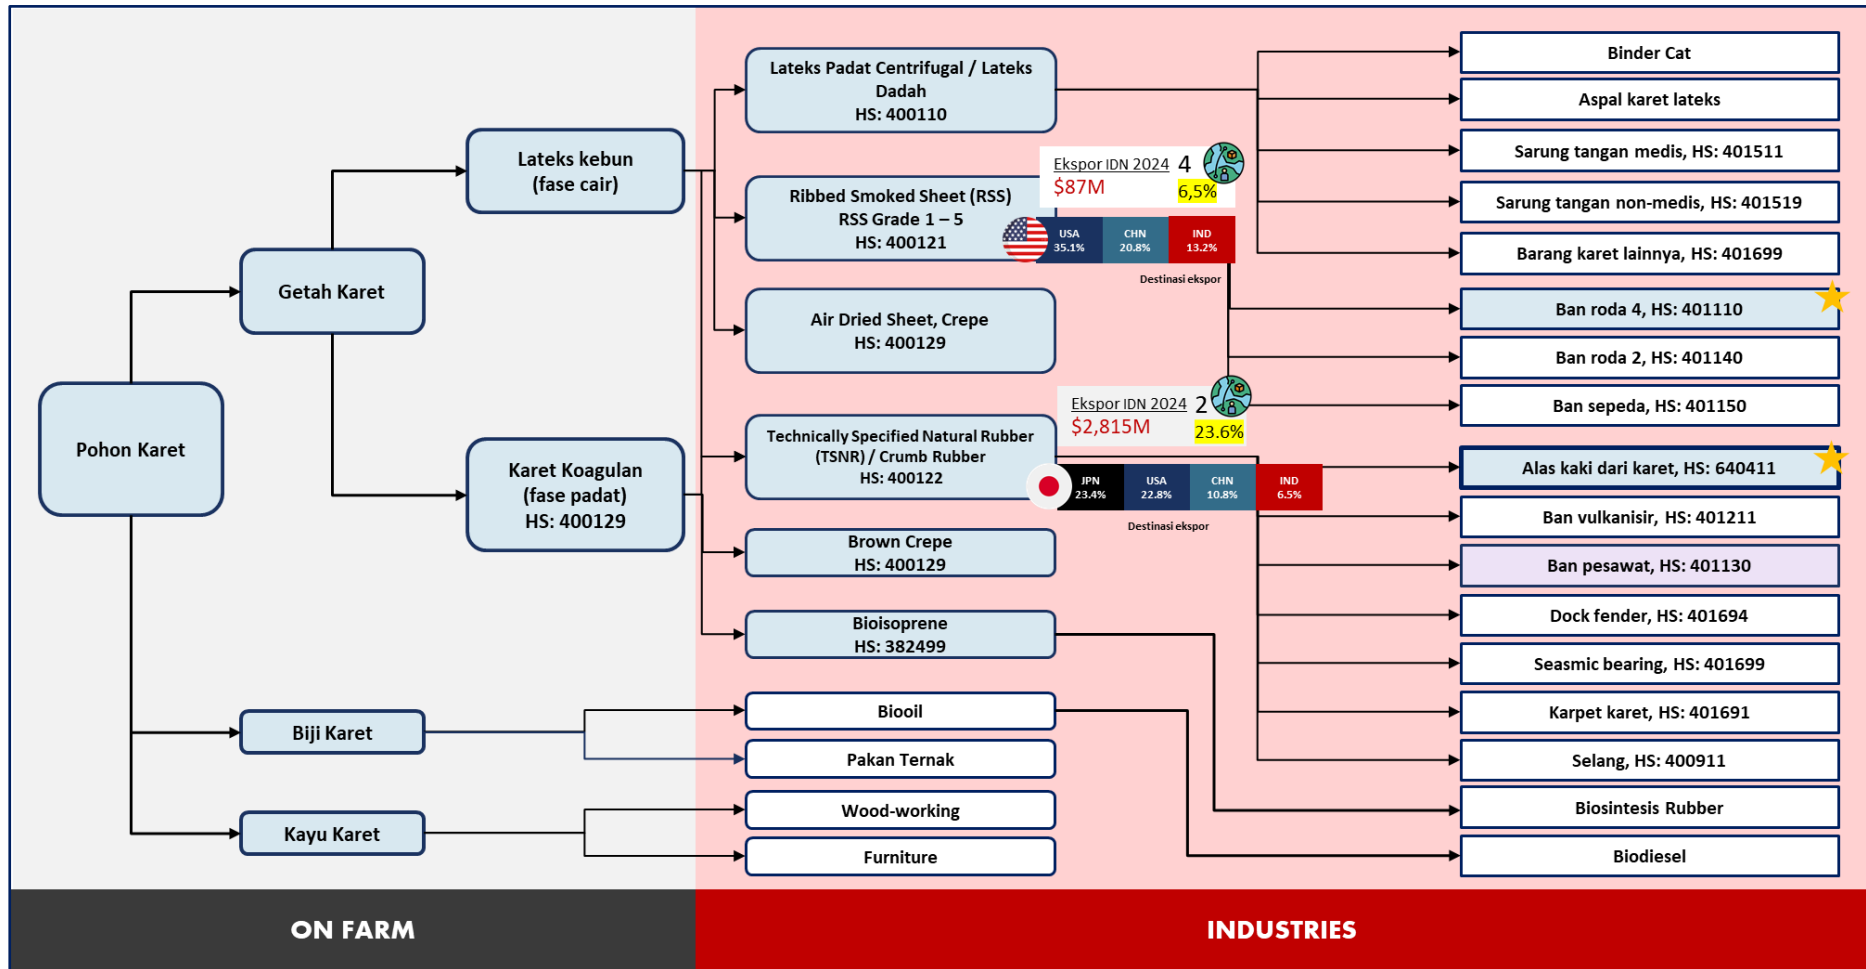 Pohon Karet
Getah Karet
Biji Karet
Kayu Karet
Lateks kebun
(fase cair)
Karet Koagulan
(fase padat)
HS: 400129
Lateks Padat Centrifugal / Lateks
Dadah
HS: 400110
Ribbed Smoked Sheet (RSS)
RSS Grade 1 – 5
HS: 400121
Air Dried Sheet, Crepe
HS: 400129
Technically Specified Natural Rubber
(TSNR) / Crumb Rubber
HS: 400122
Brown Crepe
HS: 400129
Bioisoprene
HS: 382499
Biooil
Pakan Ternak
Wood-working
Furniture
Ekspor IDN 2024 4
$87M 6,5%
USA CHN IND
35.1% 20.8% 13.2%
Destinasi ekspor
Ekspor IDN 2024 2
$2,815M 23.6%
JPN USA CHN IND
23.4% 22.8% 10.8% 6.5%
Destinasi ekspor
Binder Cat
Aspal karet lateks
Sarung tangan medis, HS: 401511
Sarung tangan non-medis, HS: 401519
Barang karet lainnya, HS: 401699
Ban roda 4, HS: 401110
Ban roda 2, HS: 401140
Ban sepeda, HS: 401150
Alas kaki dari karet, HS: 640411
Ban vulkanisir, HS: 401211
Ban pesawat, HS: 401130
Dock fender, HS: 401694
Seasmic bearing, HS: 401699
Karpet karet, HS: 401691
Selang, HS: 400911
Biosintesis Rubber
Biodiesel
ON FARM
INDUSTRIES